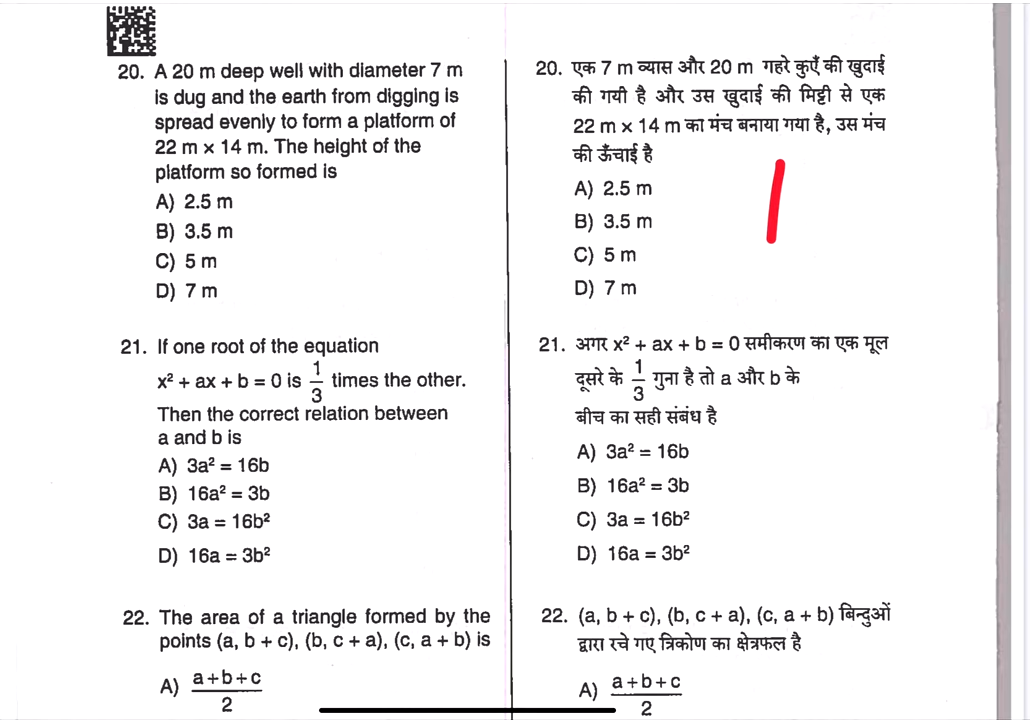 20. A 20 m deep well with diameter 7 m
is dug and the earth from digging is
spread evenly to form a platform of
22 m × 14 m. The height of the
platform so formed is
A) 2.5 m
B) 3.5 m
C) 5 m
D) 7 m
21. If one root of the equation
x² + ax + b = 0 is 1/3 times the other.
Then the correct relation between
a and b is
A) 3a² = 16b
B) 16a² = 3b
C) 3a = 16b²
D) 16a = 3b²
22. The area of a triangle formed by the
points (a, b + c), (b, c + a), (c, a + b) is
A) a+b+c/2
20. एक 7 m व्यास और 20 m गहरे कुएँ की खुदाई
की गयी है और उस खुदाई की मिट्टी से एक
22 m × 14 m का मंच बनाया गया है, उस मंच
की ऊँचाई है
A) 2.5 m
B) 3.5 m
C) 5 m
D) 7 m
21. अगर x² + ax + b = 0 समीकरण का एक मूल
दूसरे के 1/3 गुना है तो a और b के
बीच का सही संबंध है
A) 3a² = 16b
B) 16a² = 3b
C) 3a = 16b²
D) 16a = 3b²
22. (a, b + c), (b, c + a), (c, a + b) बिन्दुओं
द्वारा रचे गए त्रिकोण का क्षेत्रफल है
A) a+b+c/2